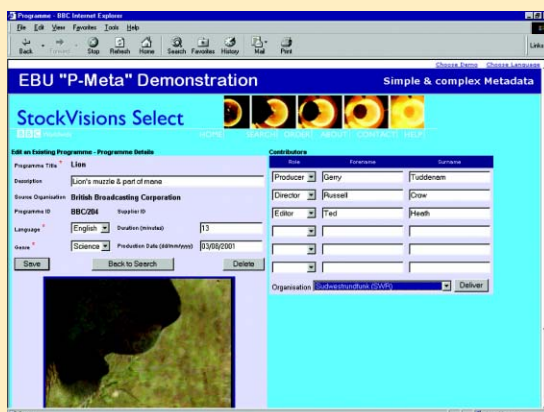 Programme - BBC Internet Explorer
File Edit View Favorites Tools Help
Back Forward Stop Refresh Home Search Favorites History Mail Print
Links
Choose Demo Choose Language
EBU "P-Meta" Demonstration
Simple & complex Metadata
StockVisions Select
BBC Worldwide
HOME SEARCH ORDER ABOUT CONTACT HELP
Edit an Existing Programme - Programme Details
Programme Title * Lion
Description Lion's muzzle & part of mane
Source Organisation British Broadcasting Corporation
Programme ID BBC/204 Supplier ID
Language * English Duration (minutes) 13
Genre * Science Production Date (dd/mm/yyyy) 03/08/2001
Save Back to Search Delete
Contributors
Role Forename Surname
Producer Gerry Tuddenam
Director Russell Crow
Editor Ted Heath
Organisation Sudwestrundfunk (SWR) Deliver